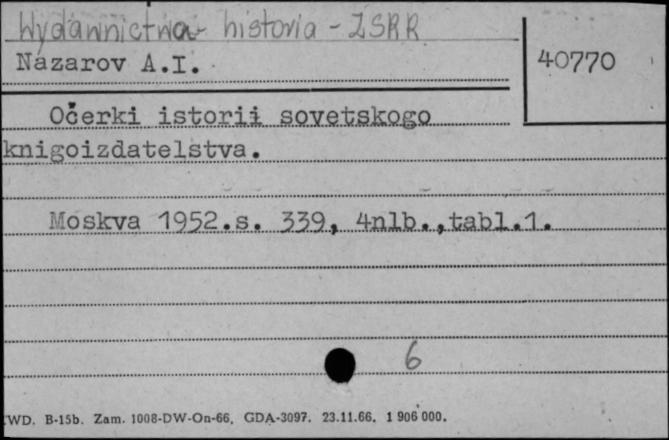 Wydawnictwa - historia - ZSRR
Nazarov A.I.
40770
Očerki istorii sovetskogo
knigoizdatelstva.
Moskva 1952.s. 339, 4nlb.,tabl.1.
6
WD. B-15b. Zam. 1008-DW-On-66. GDA-3097. 23.11.66. 1 906 000.